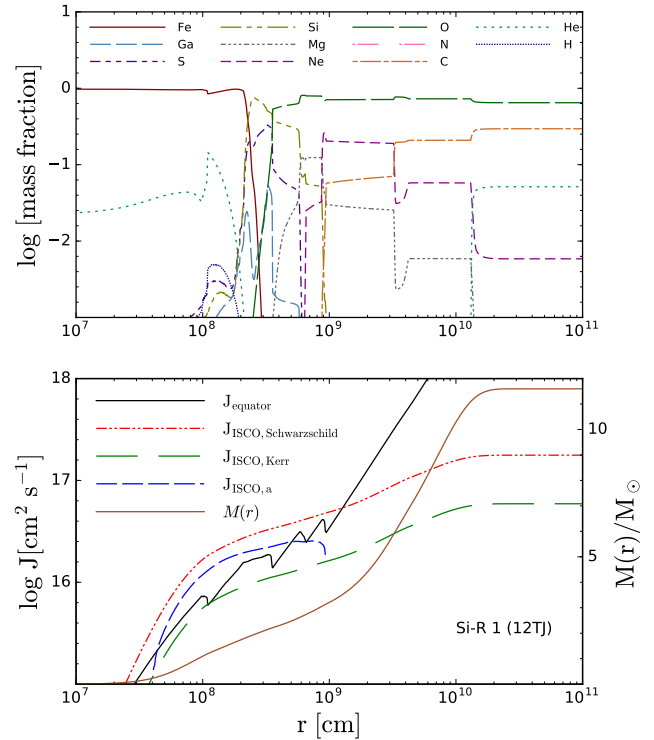 Fe Si O He
Ga Mg N H
S Ne C
log [mass fraction]
1
0
−1
−2
10^7 10^8 10^9 10^10 10^11
J_equator
J_ISCO, Schwarzschild
J_ISCO, Kerr
J_ISCO, a
M(r)
log J[cm^2 s^−1]
18
17
16
M(r)/M_⊙
10
5
0
Si-R 1 (12TJ)
10^7 10^8 10^9 10^10 10^11
r [cm]